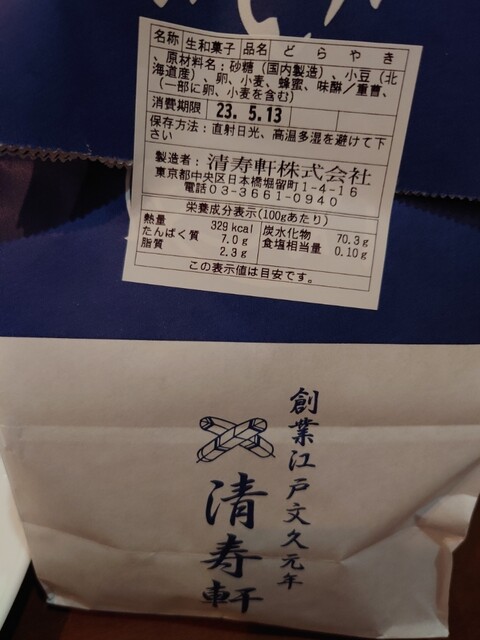 名称 生和菓子 品名 どらやき
、原材料名：砂糖（国内製造）、小豆（北
海道産）、卵、小麦、蜂蜜、味醂／重曹、
（一部に卵、小麦を含む）
消費期限 23. 5.13
保存方法：直射日光、高温多湿を避けて下
さい
製造者：清寿軒株式会社
東京都中央区日本橋堀留町1-4-16
電話03-3661-0940
栄養成分表示（100gあたり）
熱量 329 kcal 炭水化物 70.3g
たんぱく質 7.0g 食塩相当量 0.10g
脂質 2.3g
この表示値は目安です。
創業江戸文久元年
清寿軒